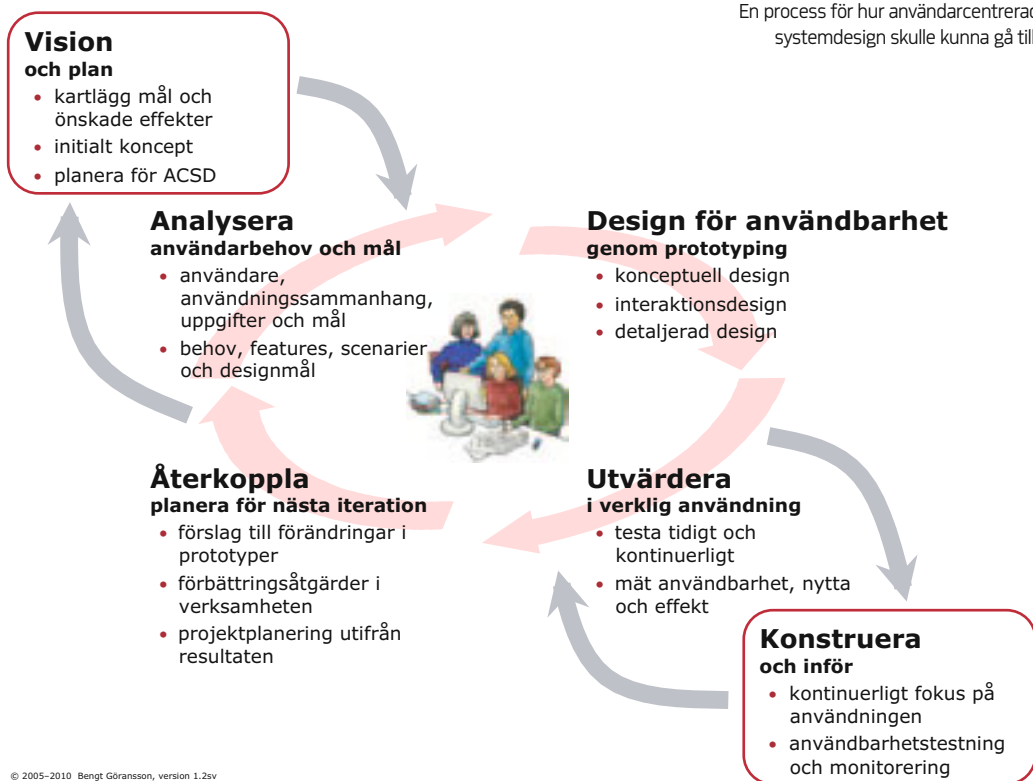 En process för hur användarcentrerad
systemdesign skulle kunna gå till
Vision
och plan
• kartlägg mål och
önskade effekter
• initialt koncept
• planera för ACSD
Analysera
användarbehov och mål
• användare,
användningssammanhang,
uppgifter och mål
• behov, features, scenarier
och designmål
Design för användbarhet
genom prototyping
• konceptuell design
• interaktionsdesign
• detaljerad design
Återkoppla
planera för nästa iteration
• förslag till förändringar i
prototyper
• förbättringsåtgärder i
verksamheten
• projektplanering utifrån
resultaten
Utvärdera
i verklig användning
• testa tidigt och
kontinuerligt
• mät användbarhet, nytta
och effekt
Konstruera
och inför
• kontinuerligt fokus på
användningen
• användbarhetstestning
och monitorering
© 2005–2010 Bengt Göransson, version 1.2sv